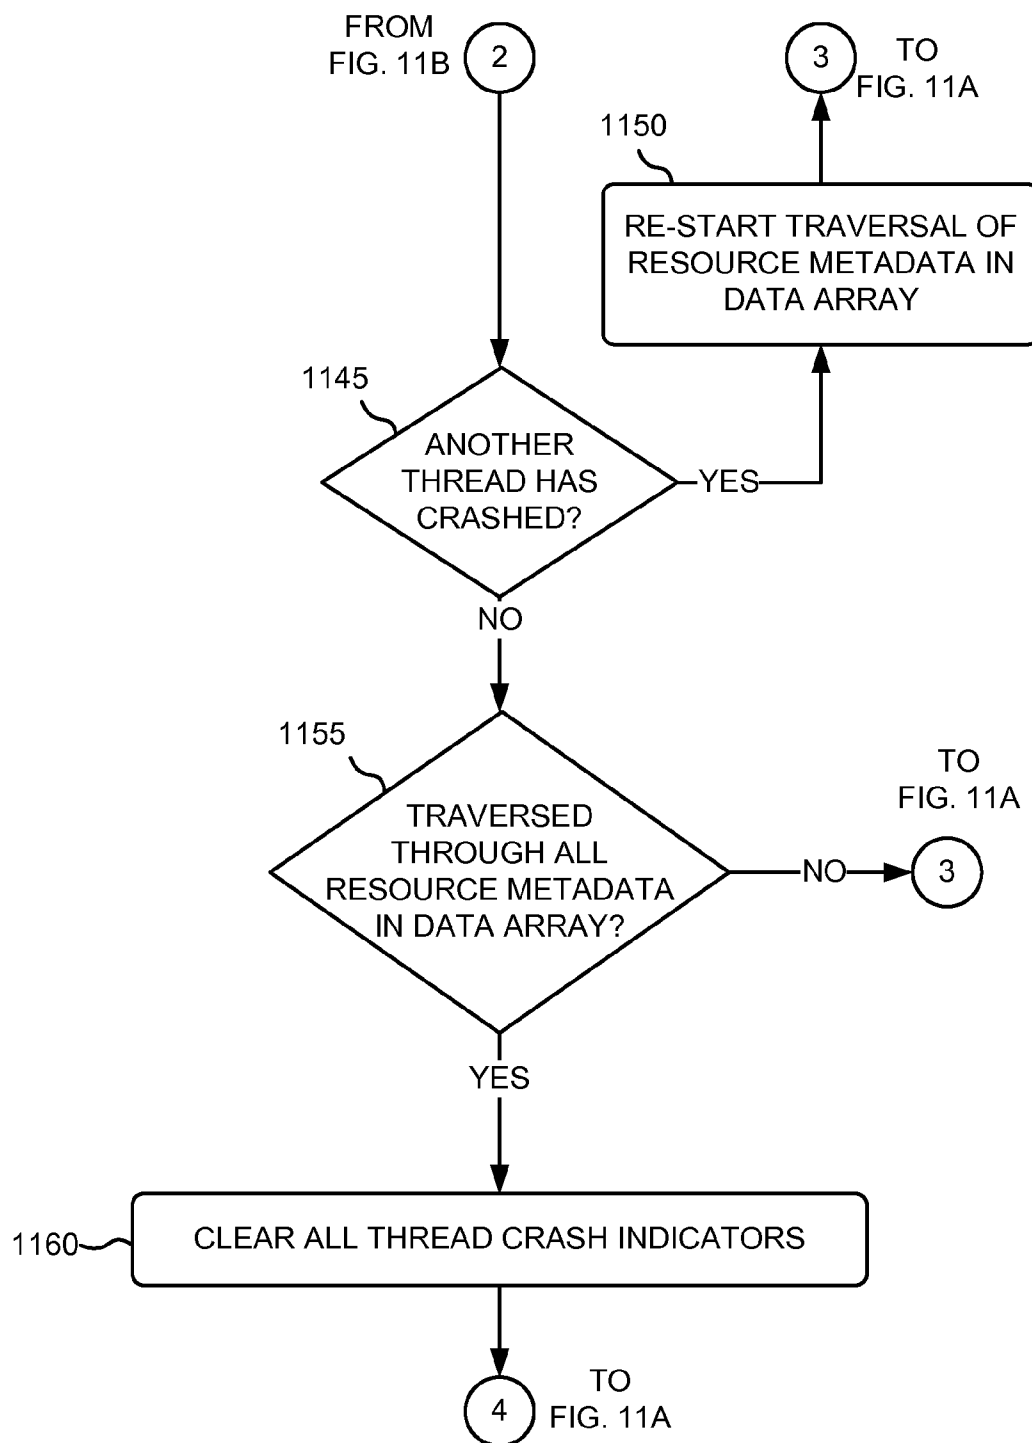 FROM
FIG. 11B
2
3
TO
FIG. 11A
1150
RE-START TRAVERSAL OF
RESOURCE METADATA IN
DATA ARRAY
1145
ANOTHER
THREAD HAS
CRASHED?
YES
NO
1155
TRAVERSED
THROUGH ALL
RESOURCE METADATA
IN DATA ARRAY?
TO
FIG. 11A
NO
3
YES
1160
CLEAR ALL THREAD CRASH INDICATORS
4
TO
FIG. 11A